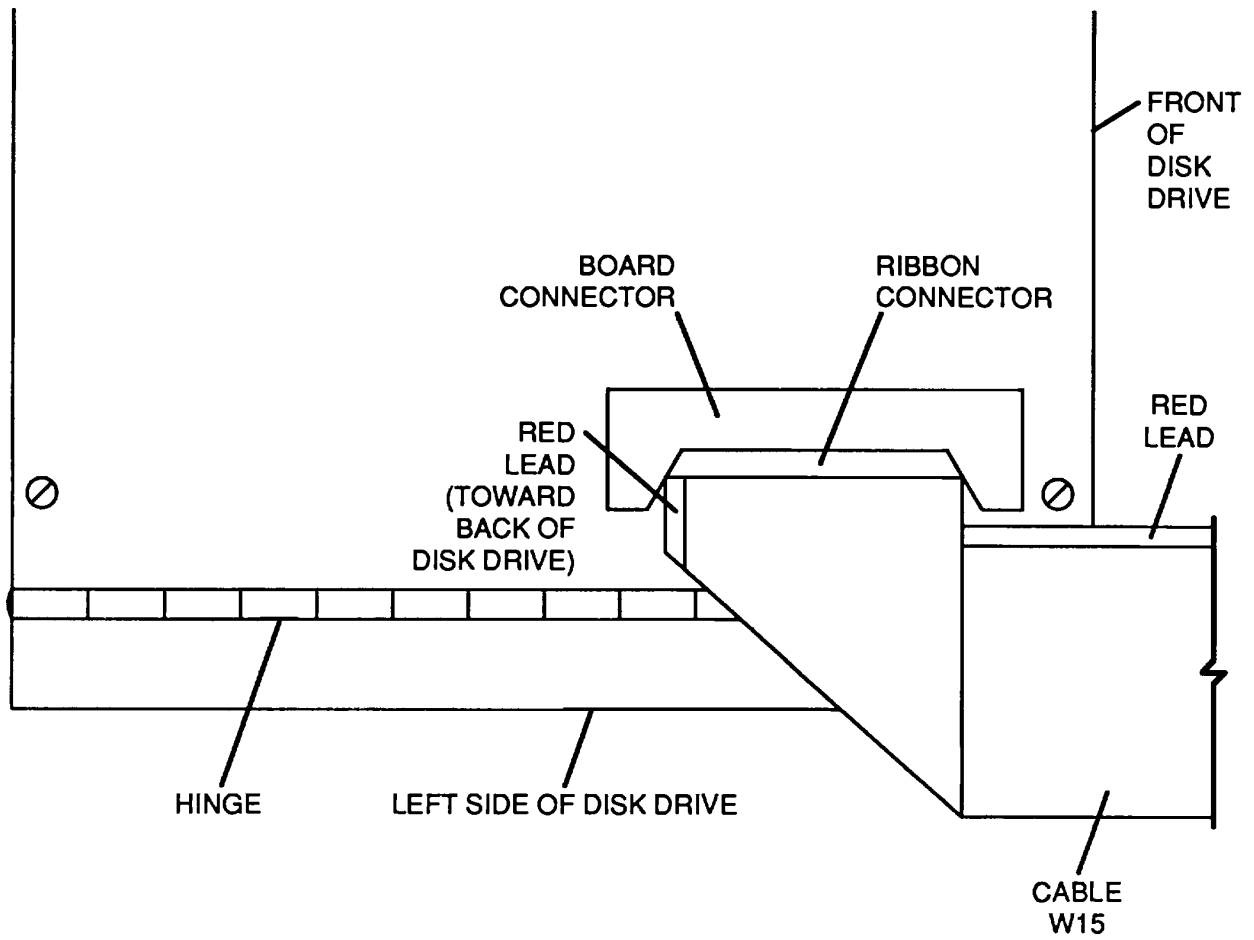 FRONT
OF
DISK
DRIVE
BOARD
CONNECTOR
RIBBON
CONNECTOR
RED
LEAD
RED
LEAD
(TOWARD
BACK OF
DISK DRIVE)
HINGE
LEFT SIDE OF DISK DRIVE
CABLE
W15